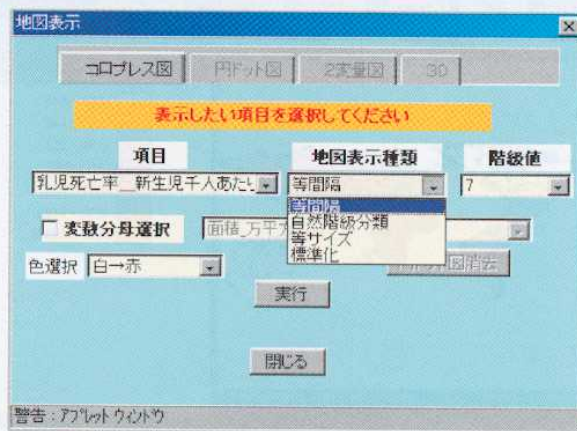 地図表示
コロプレス図 円ドット図 2変量図 3D
表示したい項目を選択してください
項目 地図表示種類 階級値
乳児死亡率__新生児千人あたり 等間隔 7
等間隔
自然階級分類
等サイズ
標準化
変数分母選択 面積_万平方
色選択 白→赤 図消去
実行
閉じる
警告：アプレット ウィンドウ